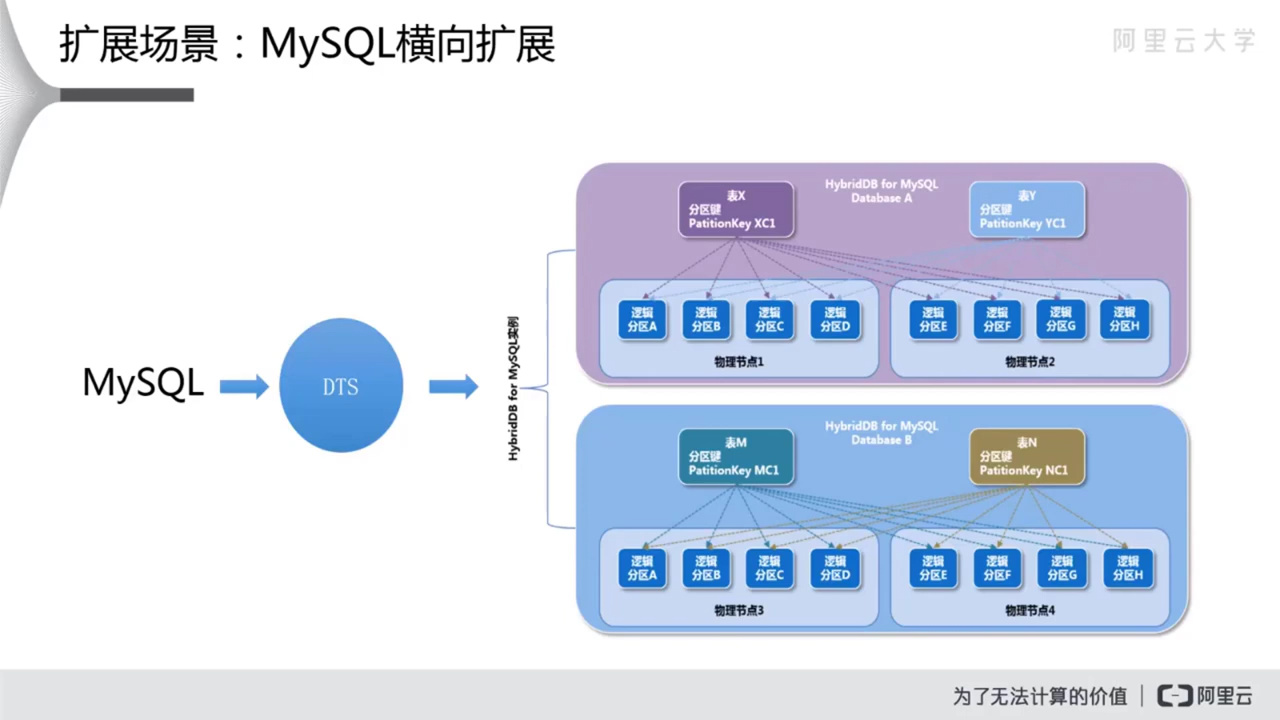 扩展场景：MySQL横向扩展
阿里云大学
HybridDB for MySQL
Database A
表X
分区键
PatitionKey XC1
表Y
分区键
PatitionKey YC1
逻辑
分区A
逻辑
分区B
逻辑
分区C
逻辑
分区D
物理节点1
逻辑
分区E
逻辑
分区F
逻辑
分区G
逻辑
分区H
物理节点2
MySQL
DTS
HybridDB for MySQL实例
HybridDB for MySQL
Database B
表M
分区键
PatitionKey MC1
表N
分区键
PatitionKey NC1
逻辑
分区A
逻辑
分区B
逻辑
分区C
逻辑
分区D
物理节点3
逻辑
分区E
逻辑
分区F
逻辑
分区G
逻辑
分区H
物理节点4
为了无法计算的价值 | 阿里云